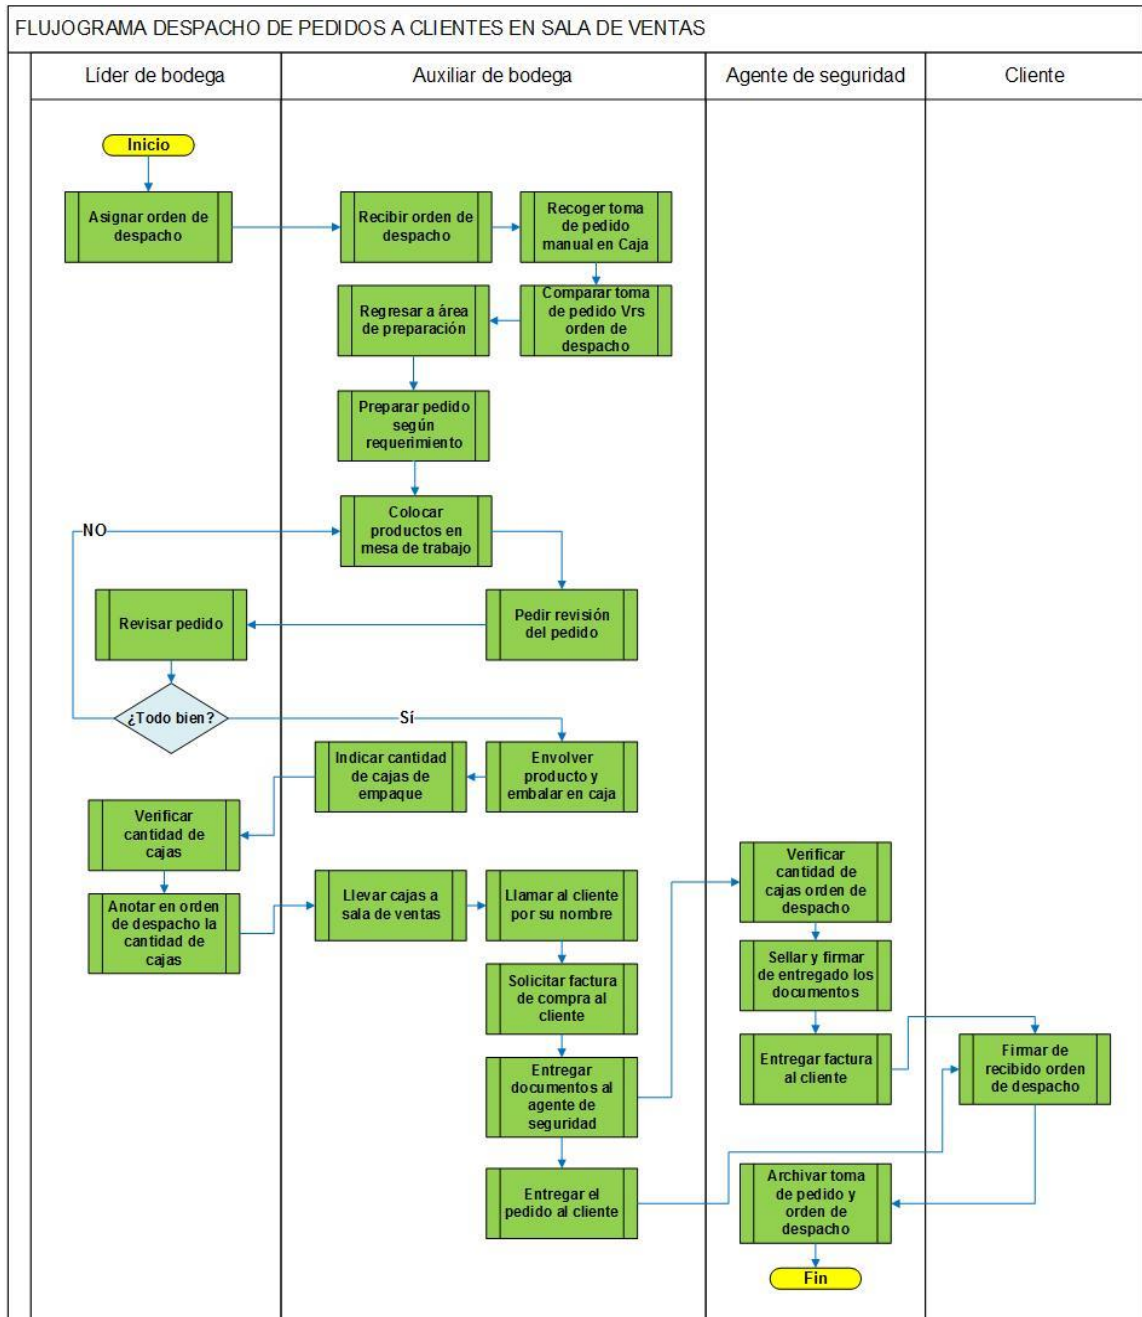 FLUJOGRAMA DESPACHO DE PEDIDOS A CLIENTES EN SALA DE VENTAS
Líder de bodega
Auxiliar de bodega
Agente de seguridad
Cliente
Inicio
Asignar orden de
despacho
Recibir orden de
despacho
Recoger toma
de pedido
manual en Caja
Comparar toma
de pedido Vrs
orden de
despacho
Regresar a área
de preparación
Preparar pedido
según
requerimiento
Colocar
productos en
mesa de trabajo
NO
Pedir revisión
del pedido
Revisar pedido
¿Todo bien?
Sí
Envolver
producto y
embalar en caja
Indicar cantidad
de cajas de
empaque
Verificar
cantidad de
cajas
Anotar en orden
de despacho la
cantidad de
cajas
Llevar cajas a
sala de ventas
Llamar al cliente
por su nombre
Solicitar factura
de compra al
cliente
Entregar
documentos al
agente de
seguridad
Entregar el
pedido al cliente
Verificar
cantidad de
cajas orden de
despacho
Sellar y firmar
de entregado los
documentos
Entregar factura
al cliente
Firmar de
recibido orden
de despacho
Archivar toma
de pedido y
orden de
despacho
Fin